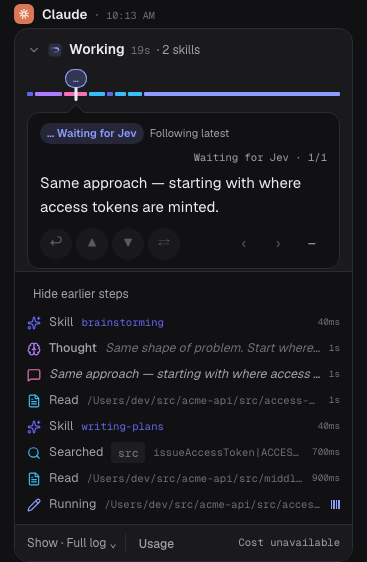 Claude · 10:13 AM
Working 19s · 2 skills
…
… Waiting for Jev Following latest
Waiting for Jev · 1/1
Same approach — starting with where
access tokens are minted.
Hide earlier steps
Skill brainstorming 40ms
Thought Same shape of problem. Start where… 1s
Same approach — starting with where access … 1s
Read /Users/dev/src/acme-api/src/access-… 1s
Skill writing-plans 40ms
Searched src issueAccessToken|ACCES… 700ms
Read /Users/dev/src/acme-api/src/middl… 900ms
Running /Users/dev/src/acme-api/src/acces…
Show · Full log Usage Cost unavailable